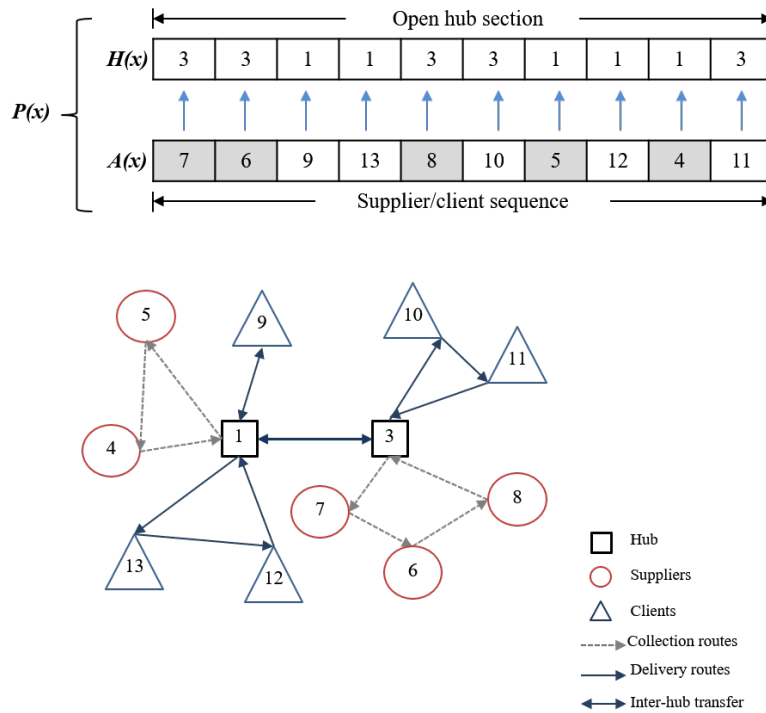 Open hub section
H(x) 3 3 1 1 3 3 1 1 1 3
P(x)
A(x) 7 6 9 13 8 10 5 12 4 11
Supplier/client sequence
5
9
10
11
4
1
3
7
8
6
13
12
Hub
Suppliers
Clients
Collection routes
Delivery routes
Inter-hub transfer